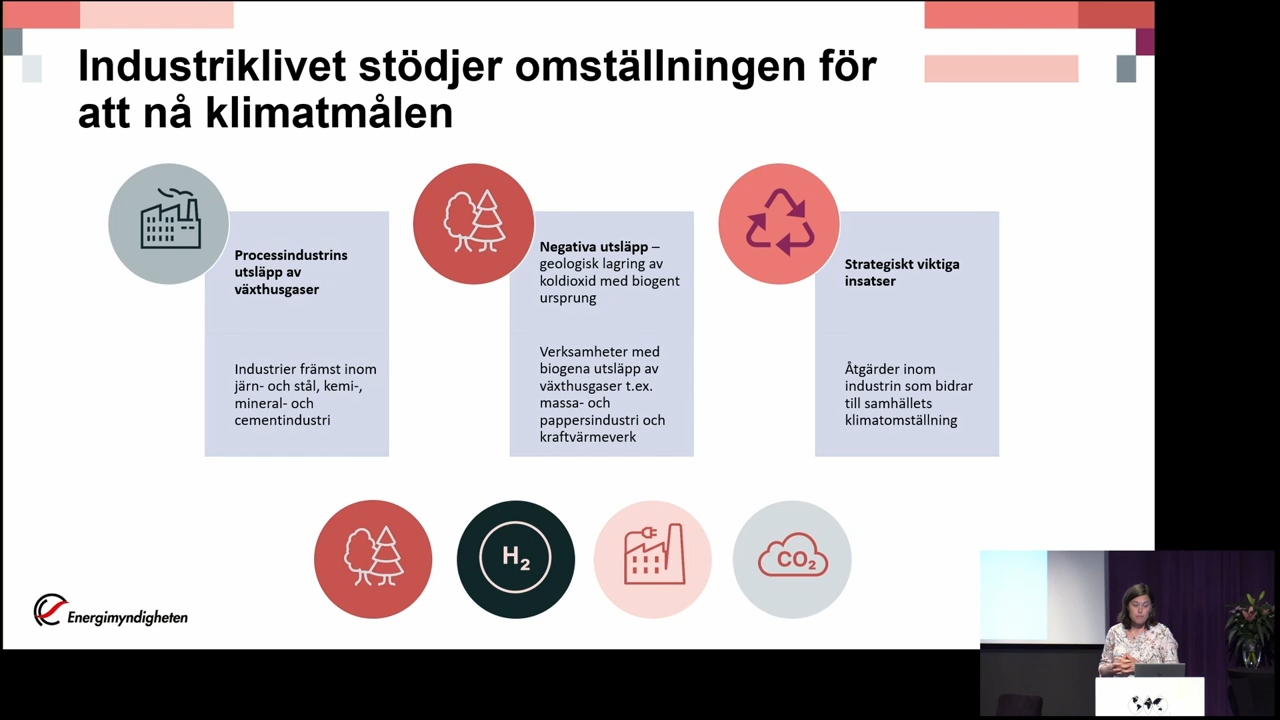 Industriklivet stödjer omställningen för
att nå klimatmålen
Processindustrins
utsläpp av
växthusgaser
Industrier främst inom
järn- och stål, kemi-,
mineral- och
cementindustri
Negativa utsläpp –
geologisk lagring av
koldioxid med biogent
ursprung
Verksamheter med
biogena utsläpp av
växthusgaser t.ex.
massa- och
pappersindustri och
kraftvärmeverk
Strategiskt viktiga
insatser
Åtgärder inom
industrin som bidrar
till samhällets
klimatomställning
H₂
CO₂
Energimyndigheten